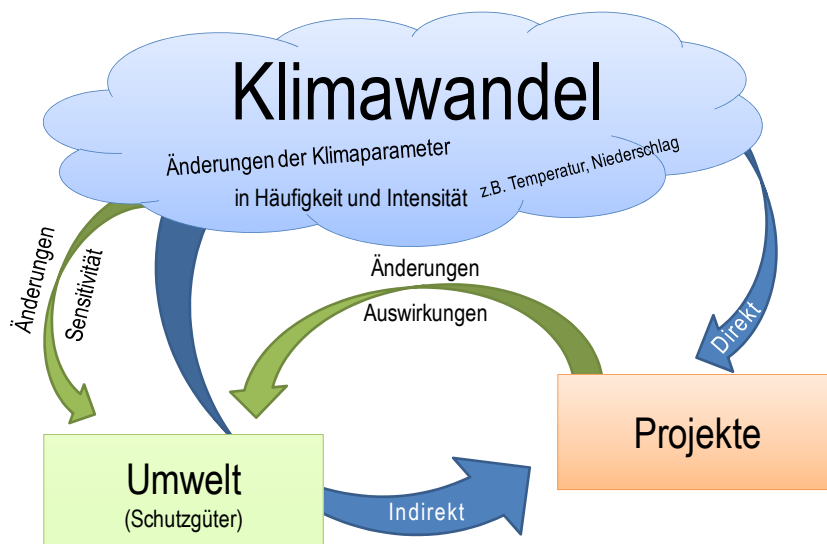 Klimawandel
Änderungen der Klimaparameter
in Häufigkeit und Intensität
z.B. Temperatur, Niederschlag
Änderungen
Sensitivität
Änderungen
Auswirkungen
Direkt
Projekte
Umwelt
(Schutzgüter)
Indirekt